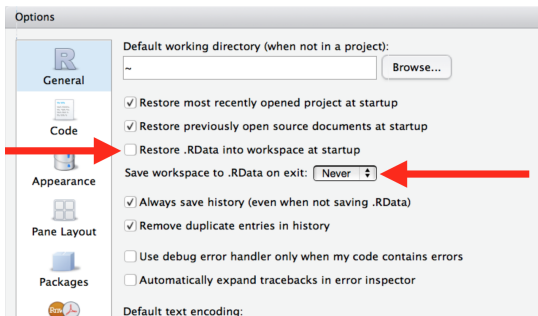 Options
Default working directory (when not in a project):
~
Browse...
R
General
Restore most recently opened project at startup
Restore previously open source documents at startup
Code
Restore .RData into workspace at startup
Save workspace to .RData on exit: Never
Appearance
Always save history (even when not saving .RData)
Remove duplicate entries in history
Pane Layout
Use debug error handler only when my code contains errors
Automatically expand tracebacks in error inspector
Packages
Default text encoding: